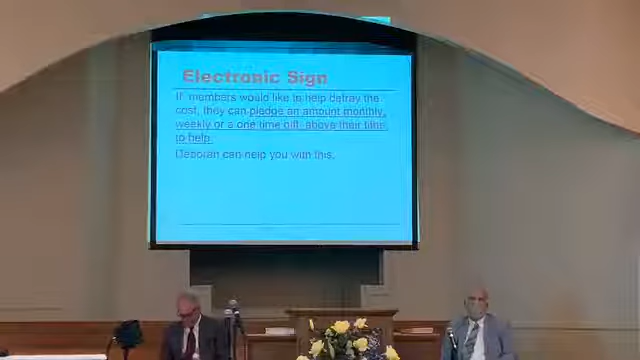 Electronic Sign
If members would like to help defray the
cost, they can pledge an amount monthly,
weekly or a one time gift, above their tithe
to help.
Deborah can help you with this.